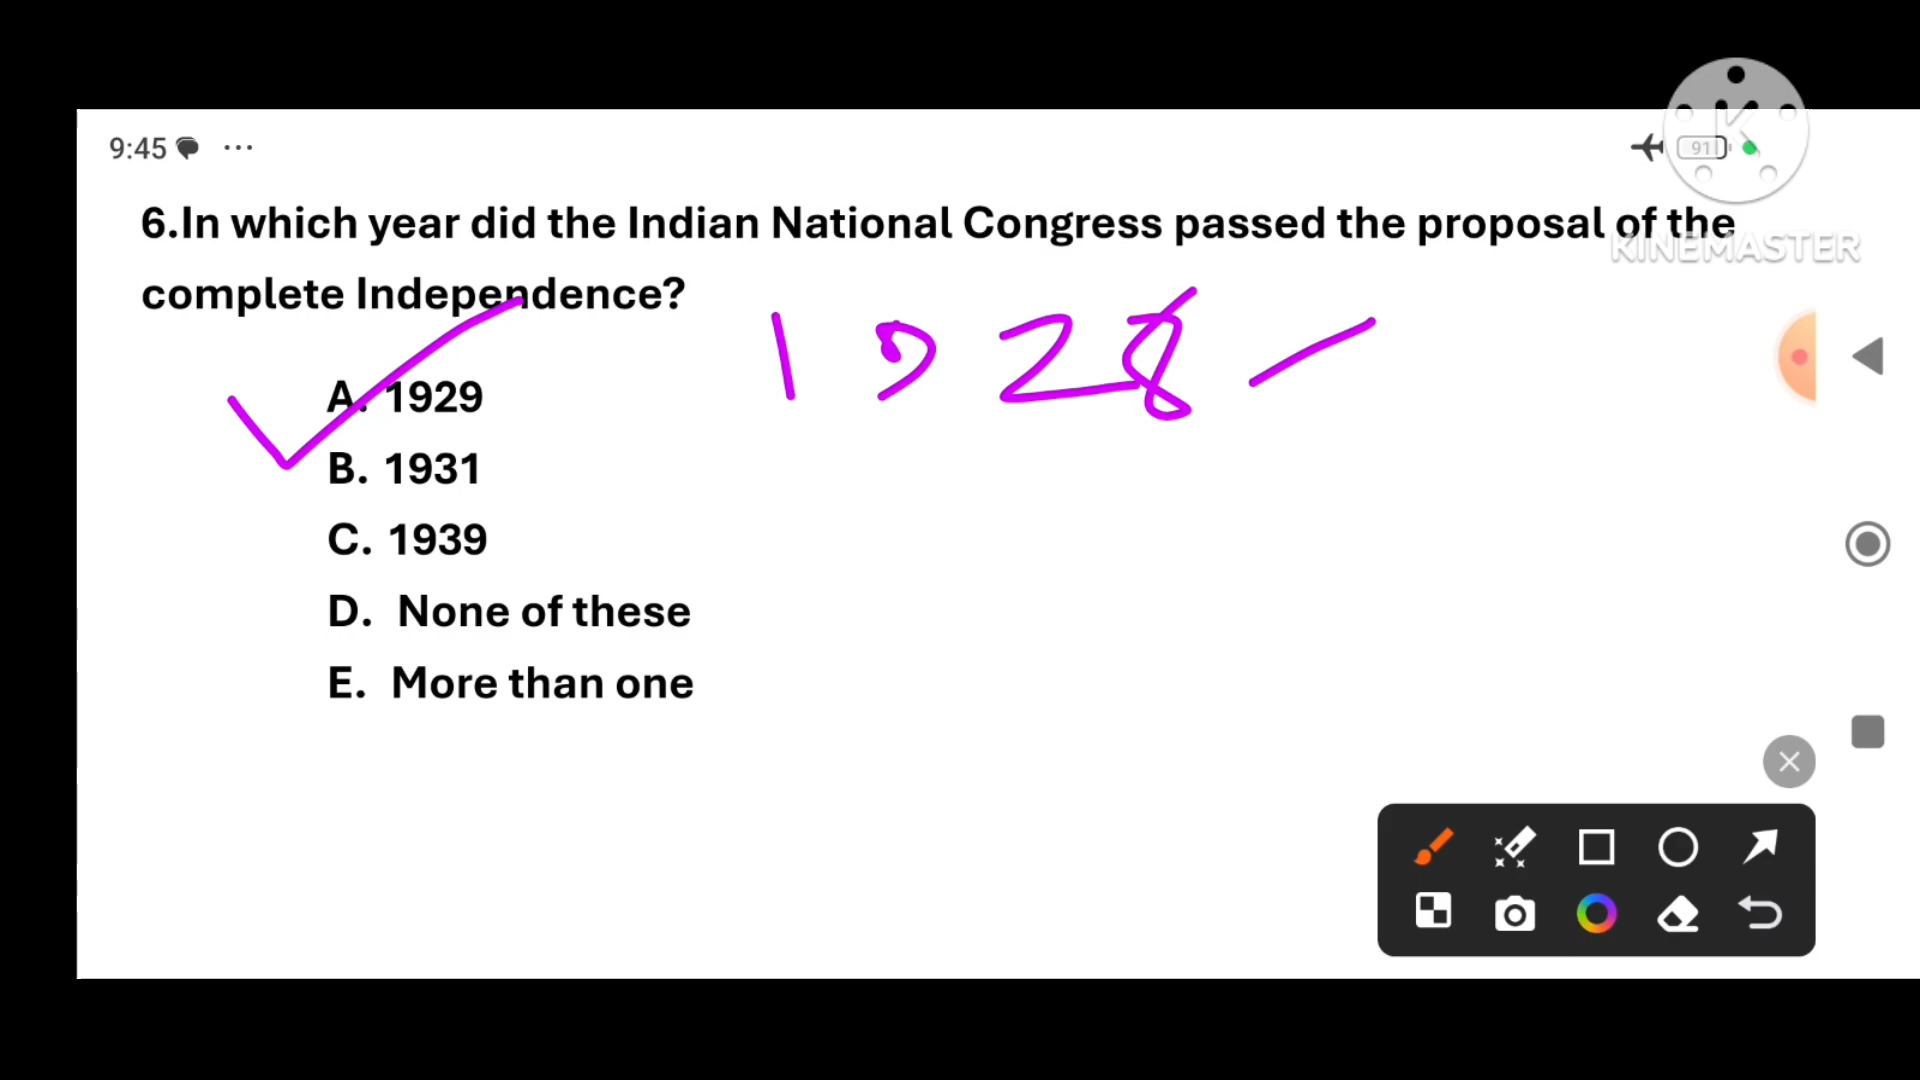 9:45 ...
91
KINEMASTER
6.In which year did the Indian National Congress passed the proposal of the
complete Independence?
1928 -
A. 1929
B. 1931
C. 1939
D. None of these
E. More than one